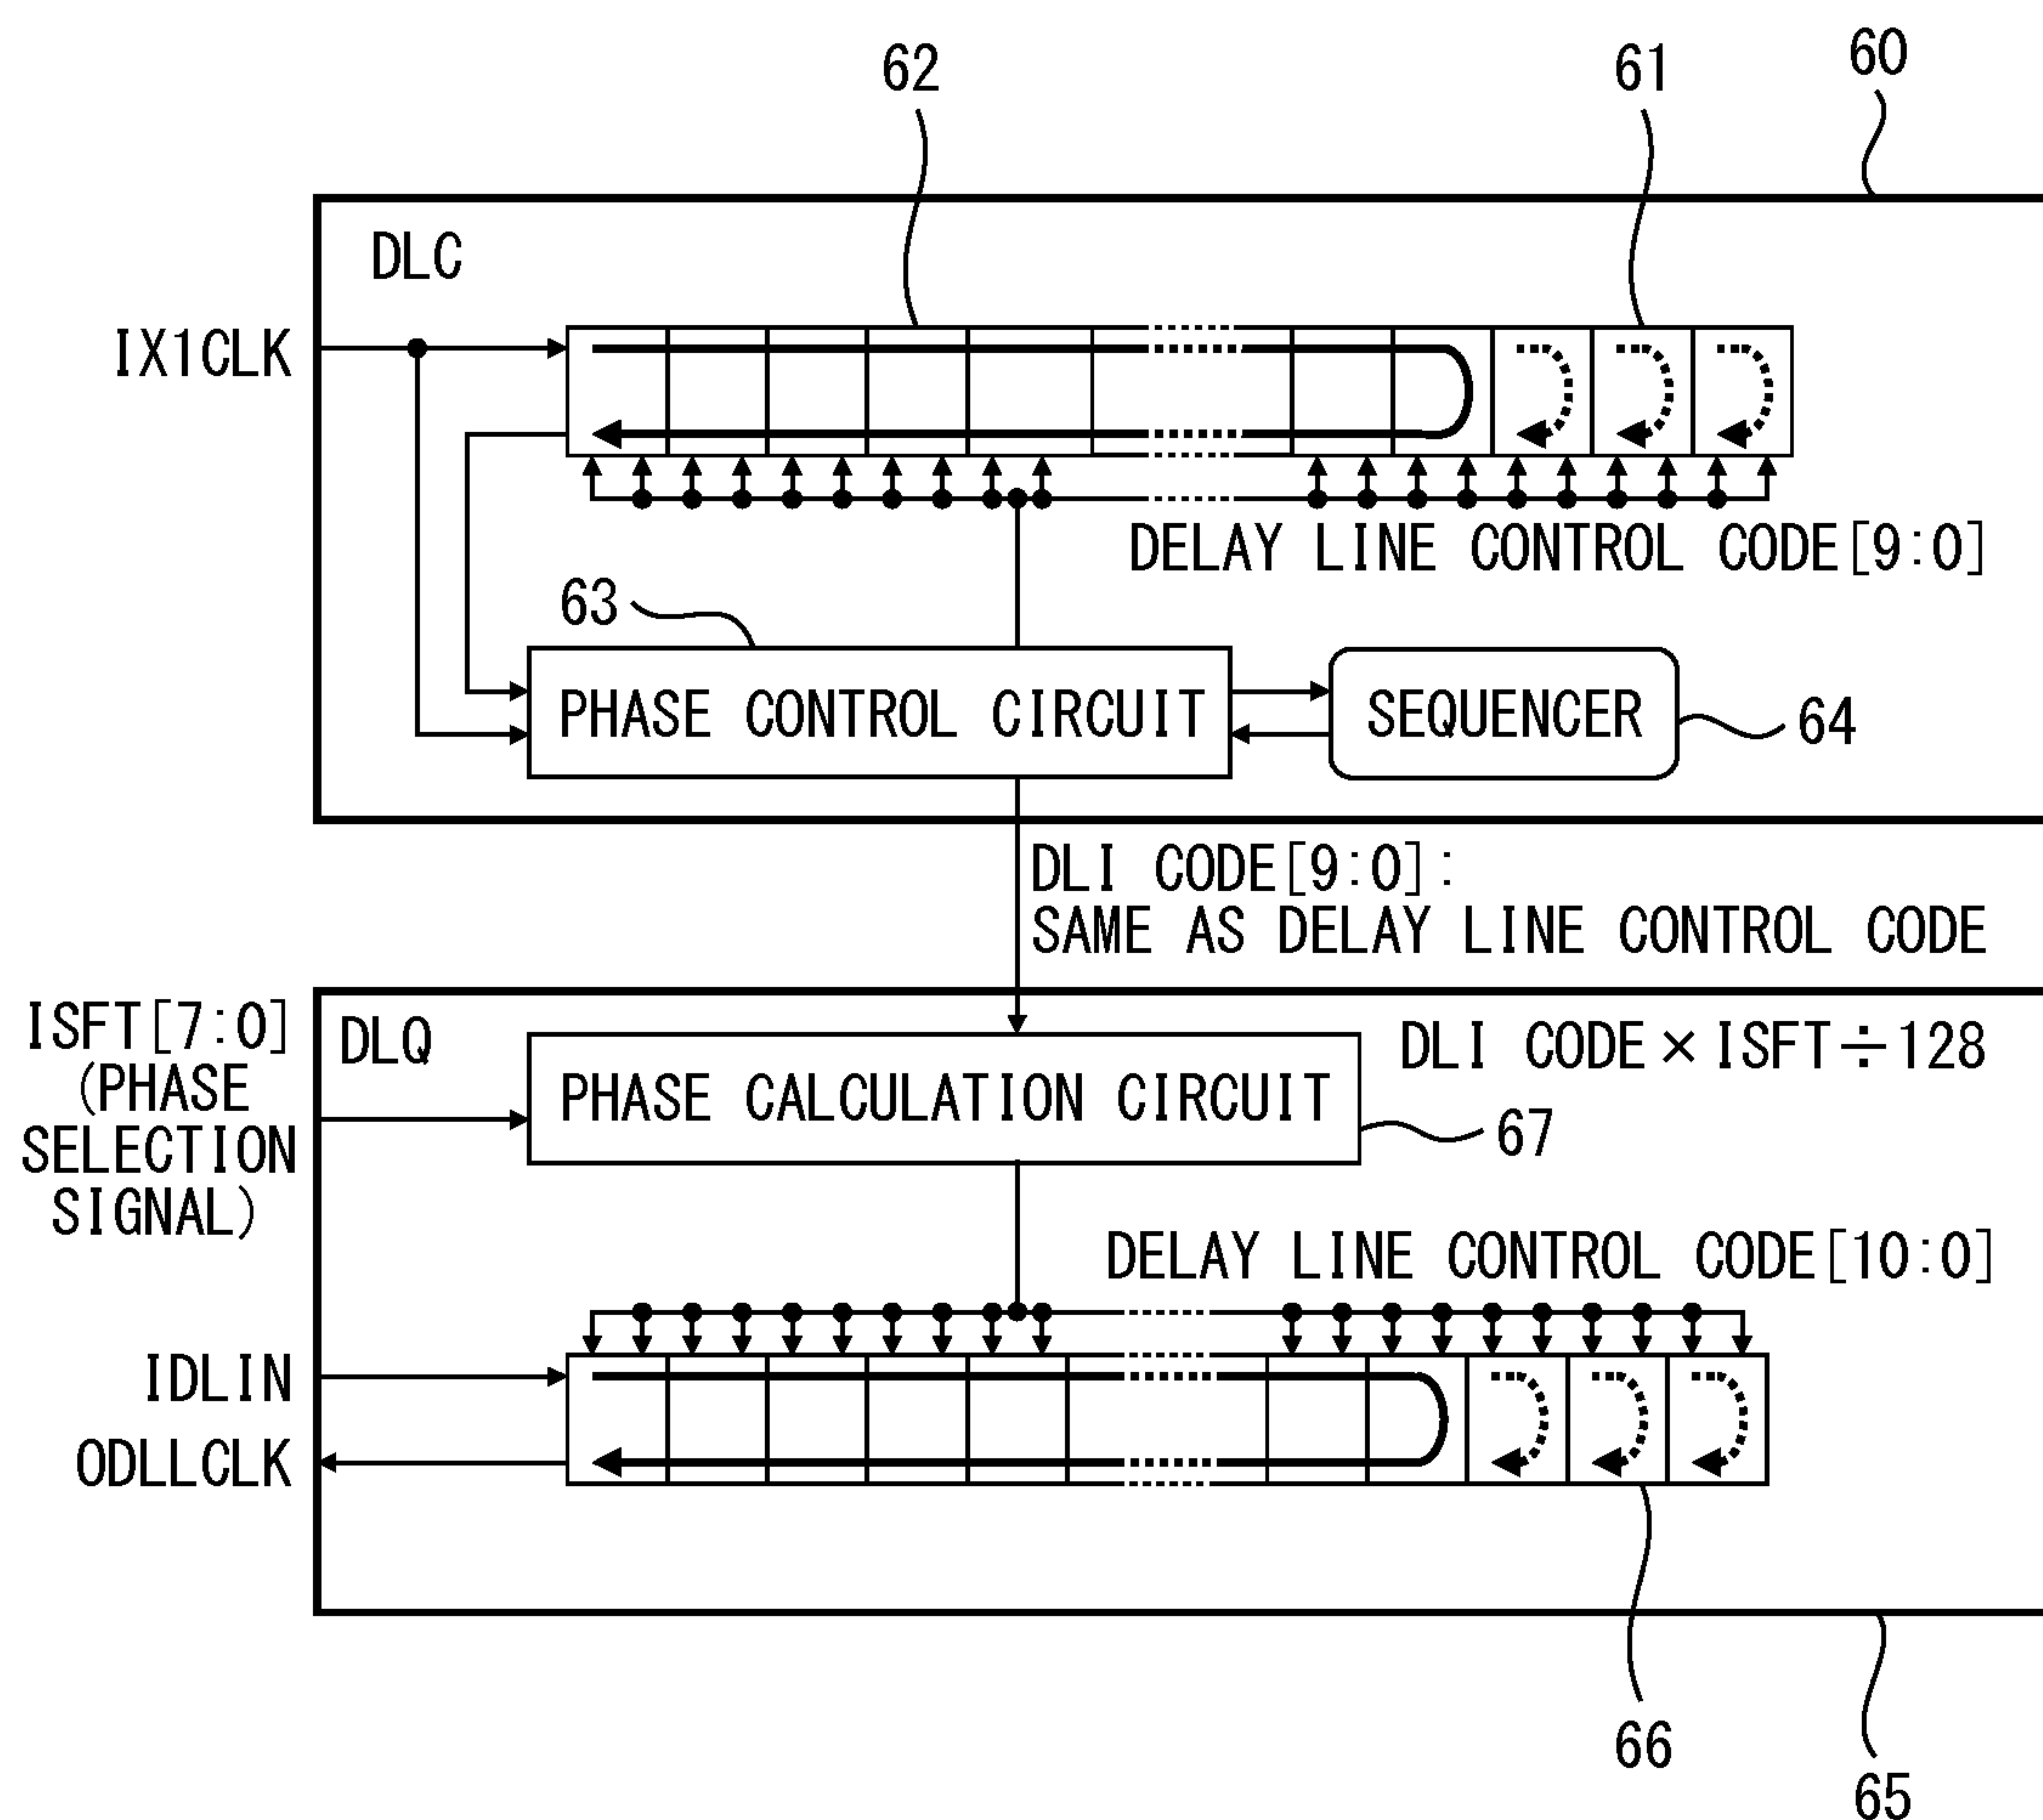 62
61
60
DLC
IX1CLK
DELAY LINE CONTROL CODE[9:0]
63
PHASE CONTROL CIRCUIT
SEQUENCER
64
DLI CODE[9:0]:
SAME AS DELAY LINE CONTROL CODE
ISFT[7:0]
(PHASE
SELECTION
SIGNAL)
DLQ
DLI CODE×ISFT÷128
PHASE CALCULATION CIRCUIT
67
DELAY LINE CONTROL CODE[10:0]
IDLIN
ODLLCLK
66
65